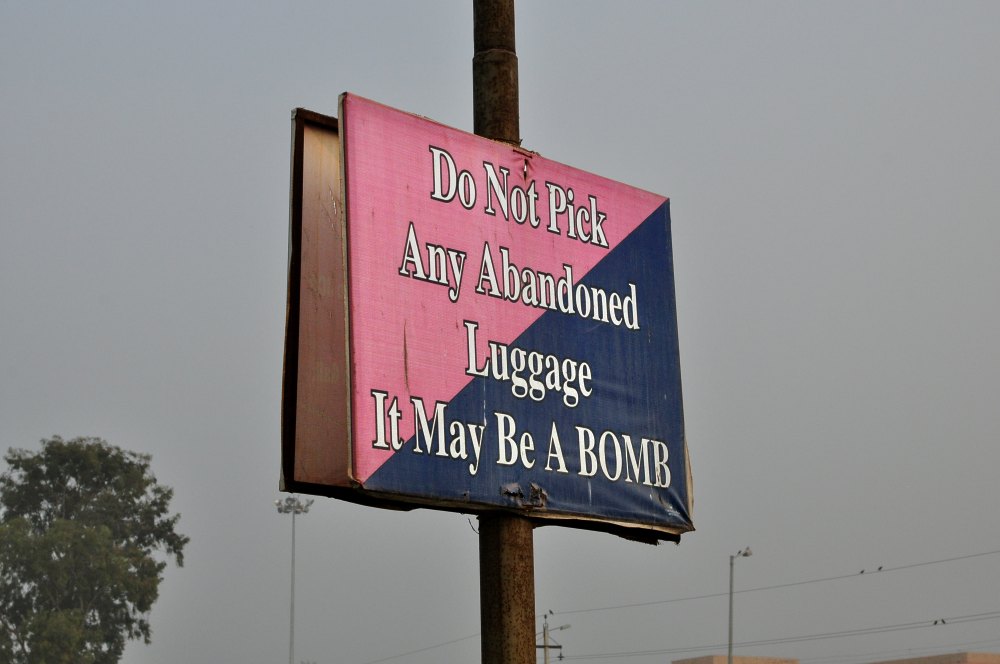 Do Not Pick
Any Abandoned
Luggage
It May Be A BOMB